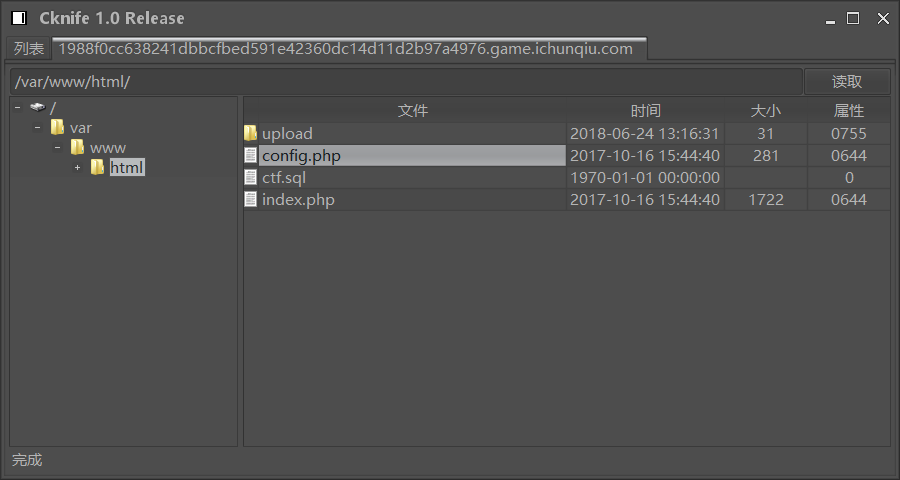 Cknife 1.0 Release
列表 1988f0cc638241dbbcfbed591e42360dc14d11d2b97a4976.game.ichunqiu.com
/var/www/html/ 读取
/
var
www
html
文件 时间 大小 属性
upload 2018-06-24 13:16:31 31 0755
config.php 2017-10-16 15:44:40 281 0644
ctf.sql 1970-01-01 00:00:00 0
index.php 2017-10-16 15:44:40 1722 0644
完成